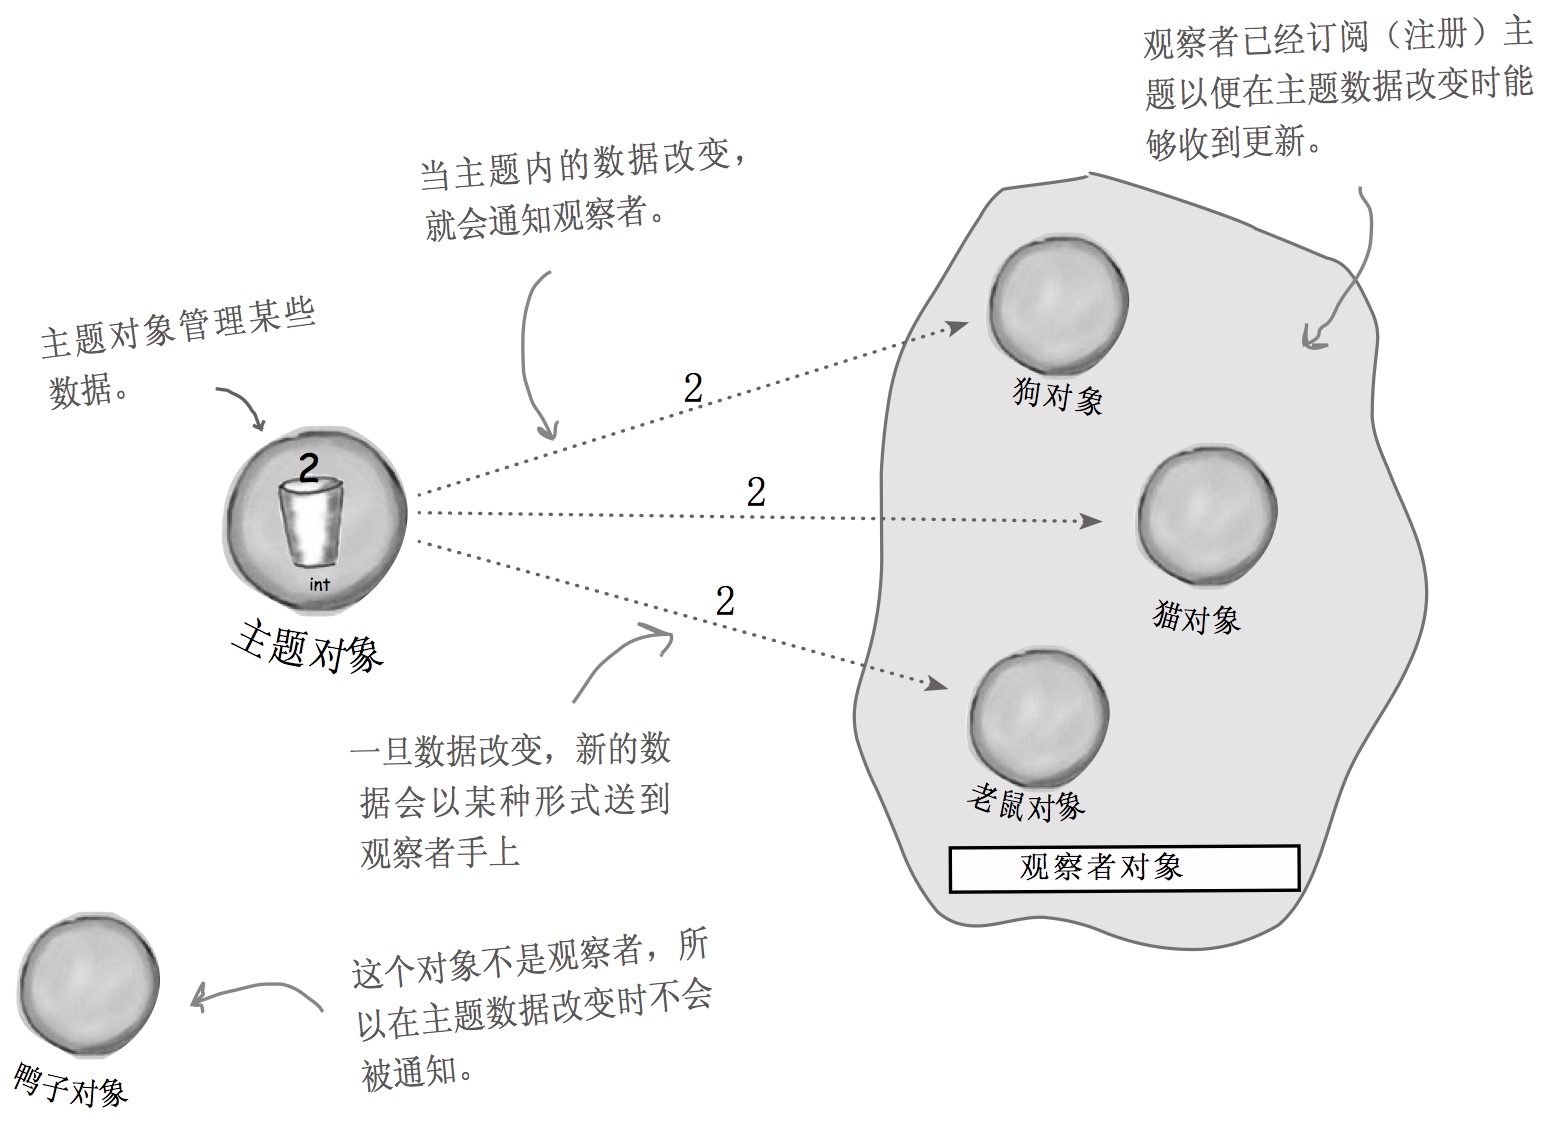 观察者已经订阅（注册）主
题以便在主题数据改变时能
够收到更新。
当主题内的数据改变，
就会通知观察者。
主题对象管理某些
数据。
2
int
主题对象
2
2
2
狗对象
猫对象
老鼠对象
观察者对象
一旦数据改变，新的数
据会以某种形式送到
观察者手上
这个对象不是观察者，所
以在主题数据改变时不会
被通知。
鸭子对象